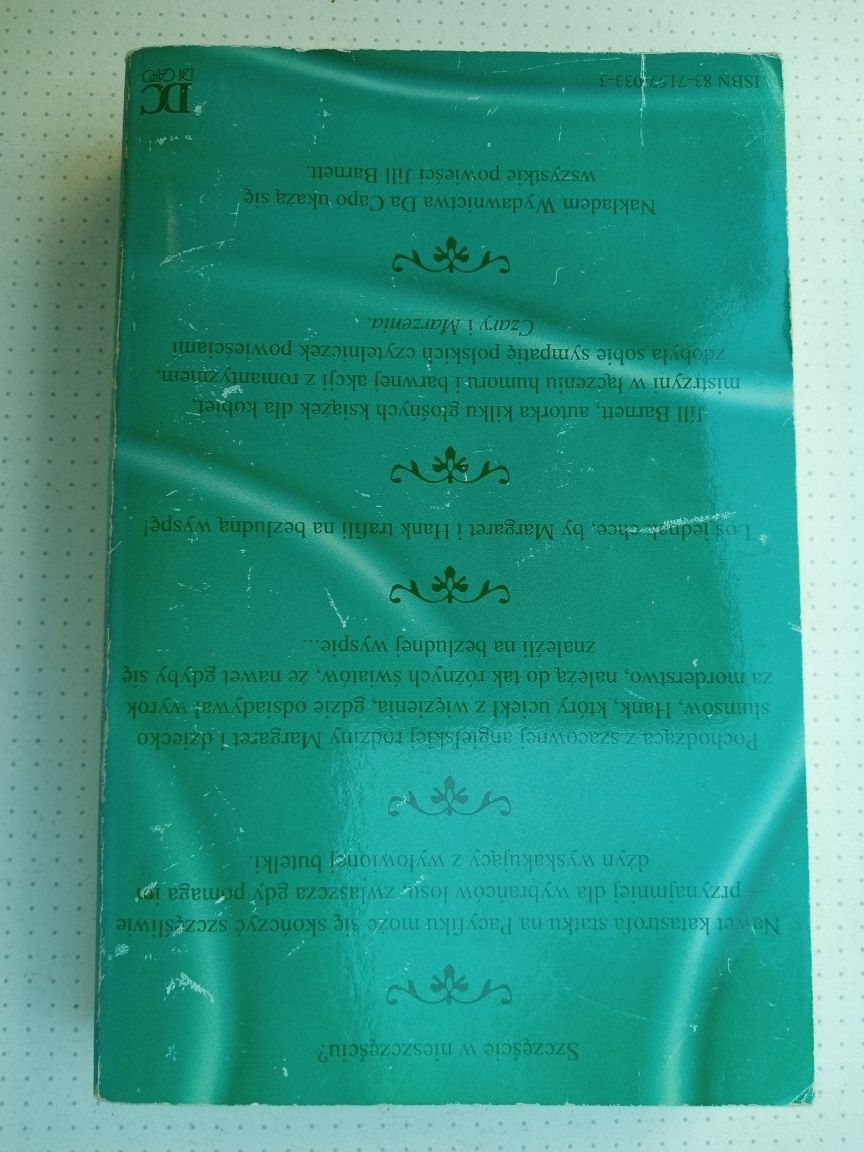 Szczęście w nieszczęściu?
Nawet katastrofa statku na Pacyfiku może się skończyć szczęśliwie
– przynajmniej dla wybrańców losu, zwłaszcza gdy pomaga im
dżyn wyskakujący z wyłowionej butelki.
Pochodząca z szacownej angielskiej rodziny Margaret i dziecko
slumsów, Hank, który uciekł z więzienia, gdzie odsiadywał wyrok
za morderstwo, należą do tak różnych światów, że nawet gdyby się
znaleźli na bezludnej wyspie...
Los jednak chce, by Margaret i Hank trafili na bezludną wyspę!
Jill Barnett, autorka kilku głośnych książek dla kobiet,
mistrzyni w łączeniu humoru i barwnej akcji z romantyzmem,
zdobyła sobie sympatię polskich czytelniczek powieściami
Czary i Marzenia.
Nakładem Wydawnictwa Da Capo ukażą się
wszystkie powieści Jill Barnett.
ISBN 83-7157-033-3
DC
DA CAPO